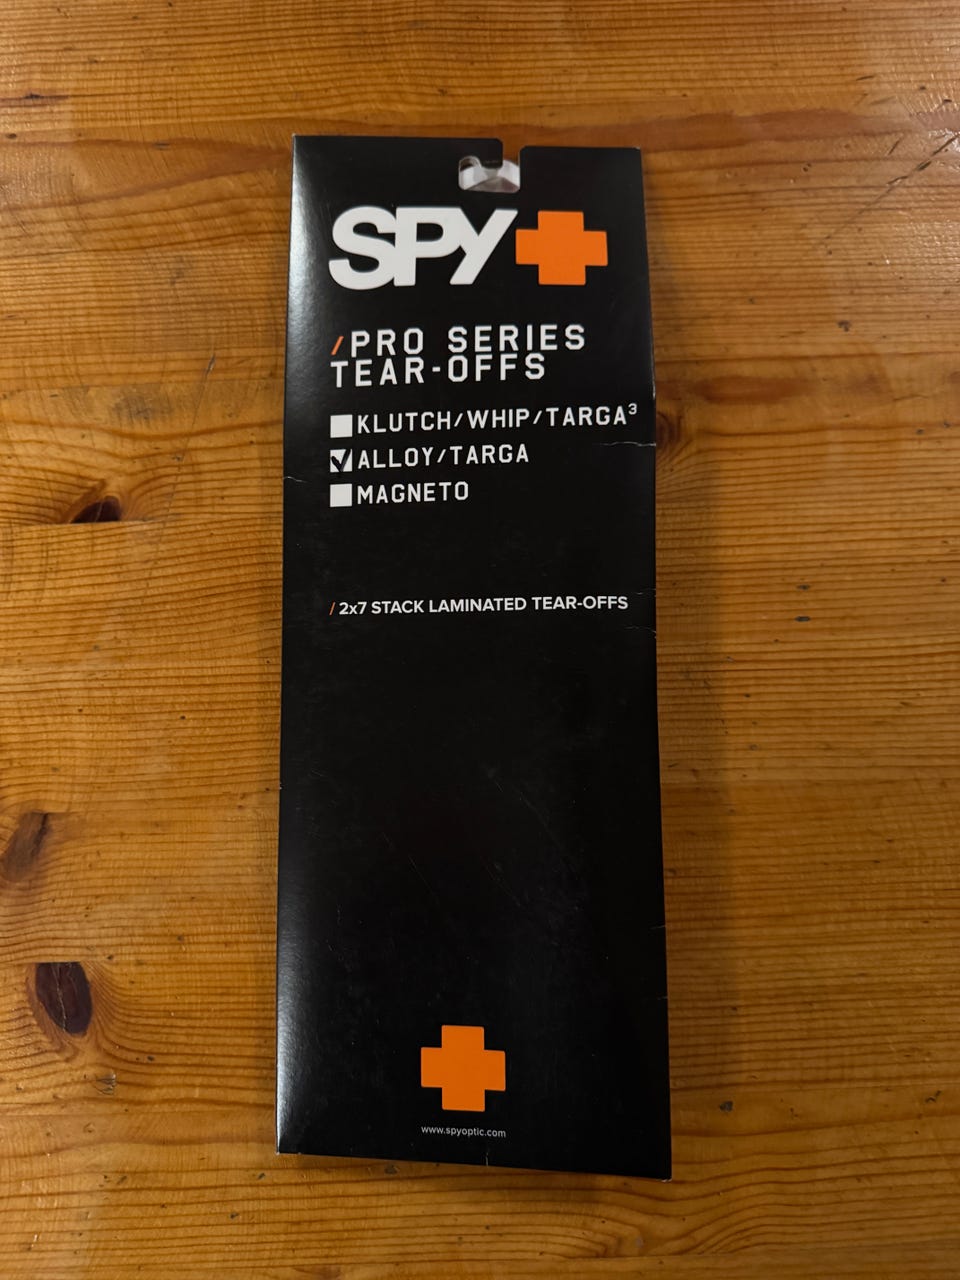 SPY
/PRO SERIES
TEAR-OFFS
KLUTCH/WHIP/TARGA³
ALLOY/TARGA
MAGNETO
/ 2x7 STACK LAMINATED TEAR-OFFS
www.spyoptic.com